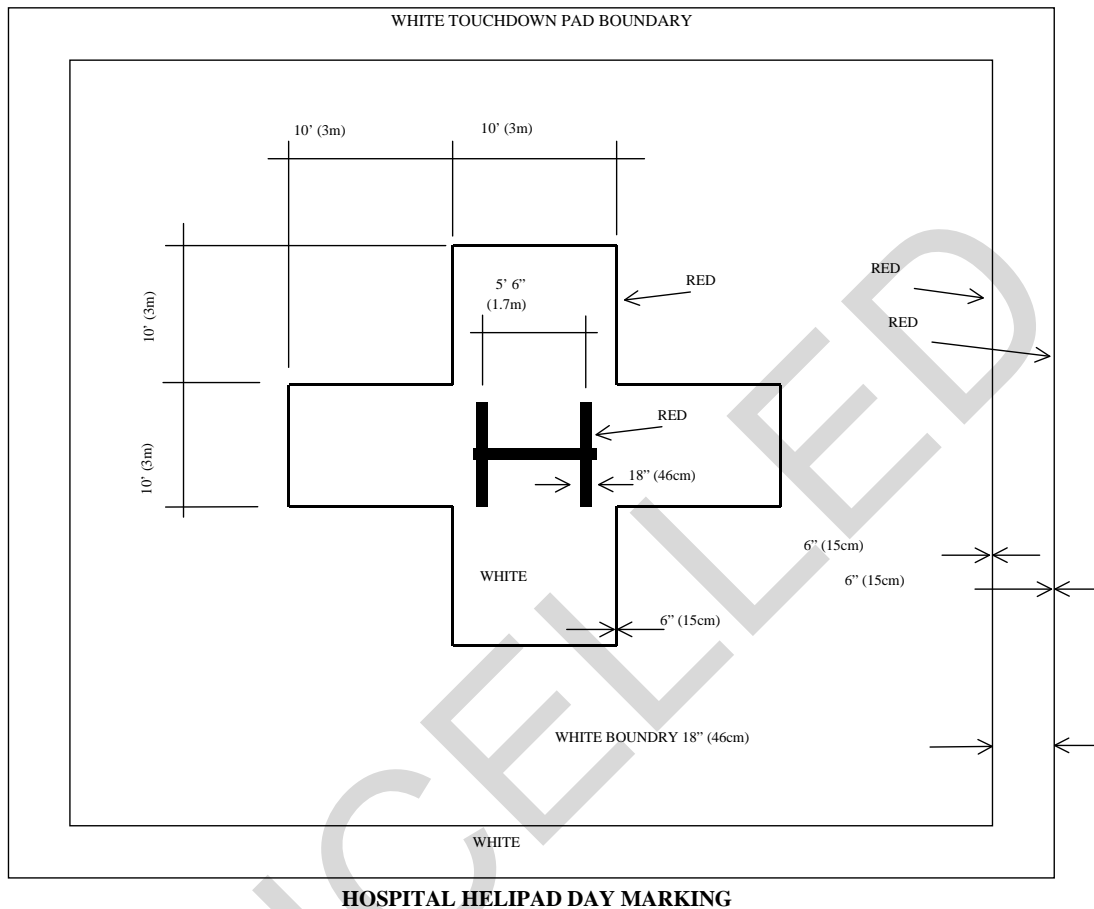 WHITE TOUCHDOWN PAD BOUNDARY
10’ (3m)
10’ (3m)
10’ (3m)
10’ (3m)
5’ 6”
(1.7m)
RED
RED
RED
RED
18” (46cm)
6” (15cm)
6” (15cm)
WHITE
6” (15cm)
WHITE BOUNDRY 18” (46cm)
WHITE
H
NCELLED
HOSPITAL HELIPAD DAY MARKING